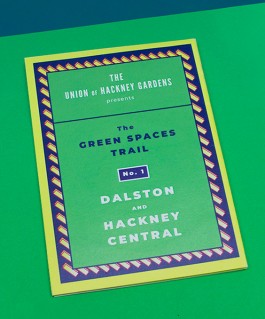 THE
UNION OF HACKNEY GARDENS
presents
The
GREEN SPACES
TRAIL
No. 1
DALSTON
AND
HACKNEY
CENTRAL